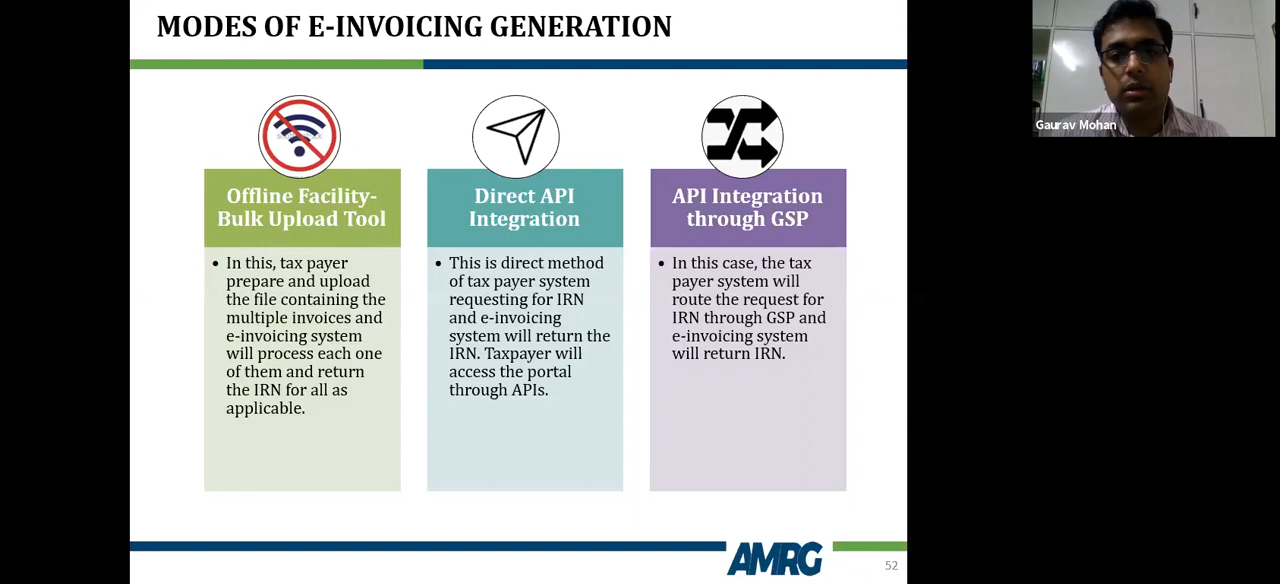 MODES OF E-INVOICING GENERATION
Gaurav Mohan
Offline Facility-
Bulk Upload Tool
• In this, tax payer
prepare and upload
the file containing the
multiple invoices and
e-invoicing system
will process each one
of them and return
the IRN for all as
applicable.
Direct API
Integration
• This is direct method
of tax payer system
requesting for IRN
and e-invoicing
system will return the
IRN. Taxpayer will
access the portal
through APIs.
API Integration
through GSP
• In this case, the tax
payer system will
route the request for
IRN through GSP and
e-invoicing system
will return IRN.
AMRG
52